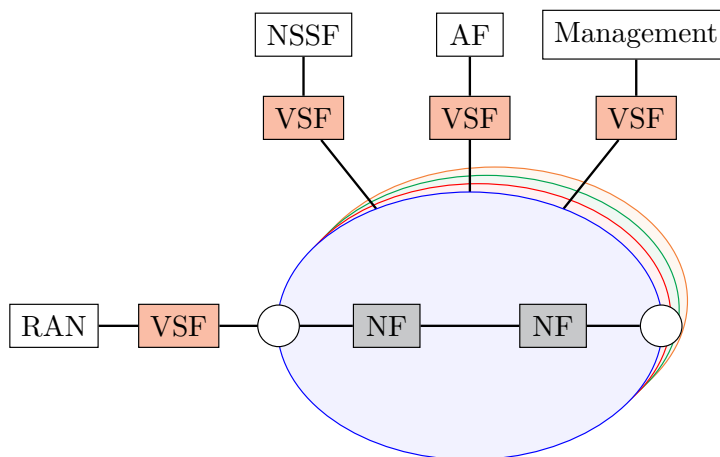 NSSF
AF
Management
VSF
VSF
VSF
RAN
VSF
NF
NF